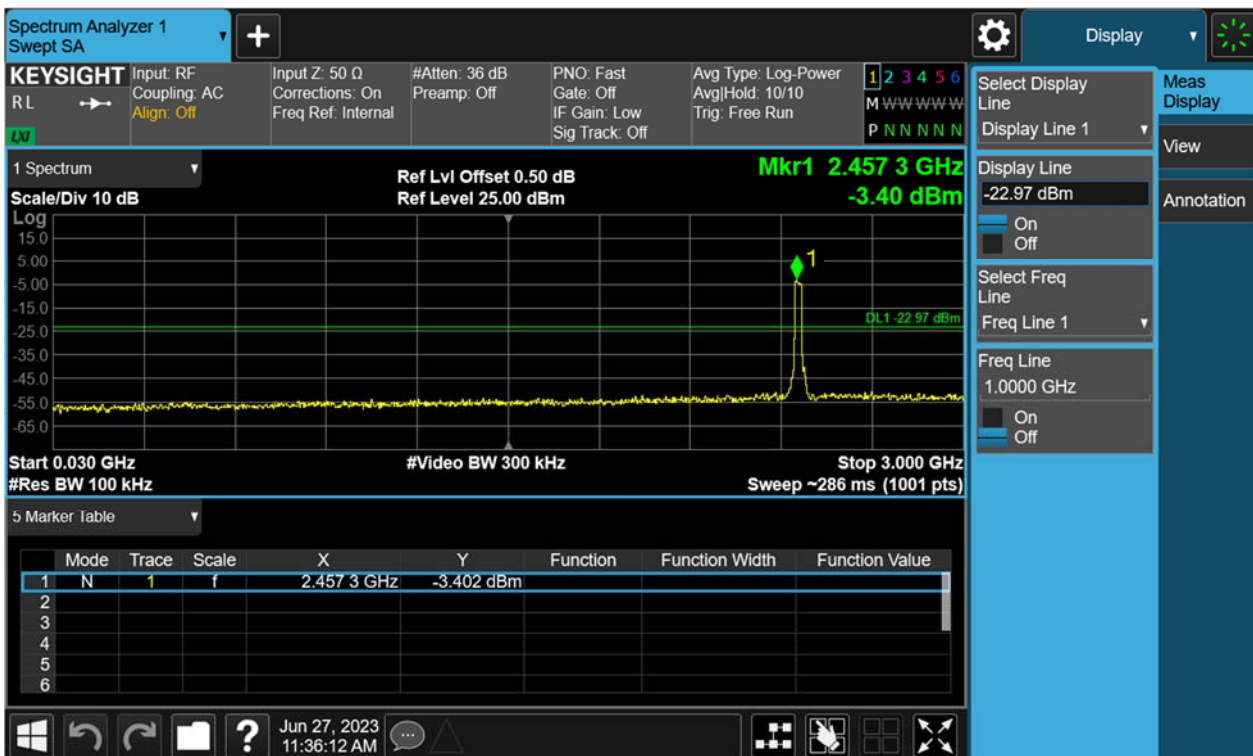 Spectrum Analyzer 1
Swept SA
+
Display
KEYSIGHT
RL
LXI
Input: RF
Coupling: AC
Align: Off
Input Z: 50 Ω
Corrections: On
Freq Ref: Internal
#Atten: 36 dB
Preamp: Off
PNO: Fast
Gate: Off
IF Gain: Low
Sig Track: Off
Avg Type: Log-Power
Avg|Hold: 10/10
Trig: Free Run
1 2 3 4 5 6
M W W W W W
P N N N N N
1 Spectrum
Scale/Div 10 dB
Ref Lvl Offset 0.50 dB
Ref Level 25.00 dBm
Mkr1 2.457 3 GHz
-3.40 dBm
Log
15.0
5.00
-5.00
-15.0
-25.0
-35.0
-45.0
-55.0
-65.0
1
DL1 -22.97 dBm
Start 0.030 GHz
#Video BW 300 kHz
Stop 3.000 GHz
#Res BW 100 kHz
Sweep ~286 ms (1001 pts)
5 Marker Table
Mode Trace Scale X Y Function Function Width Function Value
1 N 1 f 2.457 3 GHz -3.402 dBm
2
3
4
5
6
Select Display
Line
Display Line 1
Display Line
-22.97 dBm
On
Off
Select Freq
Line
Freq Line 1
Freq Line
1.0000 GHz
On
Off
Meas
Display
View
Annotation
?
Jun 27, 2023
11:36:12 AM